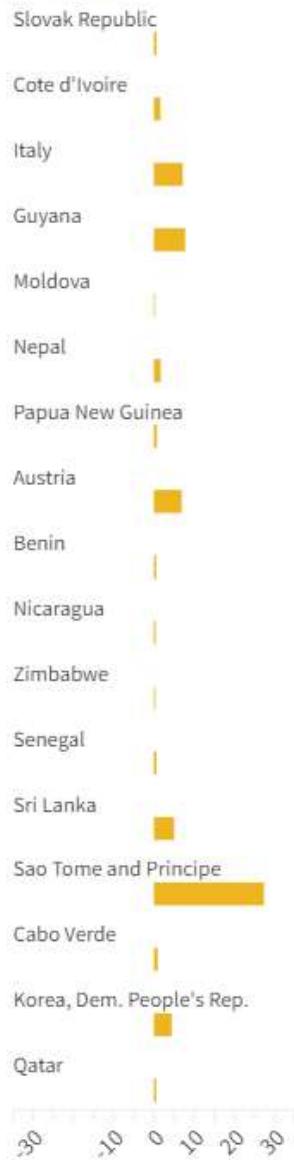 Slovak Republic
Cote d'Ivoire
Italy
Guyana
Moldova
Nepal
Papua New Guinea
Austria
Benin
Nicaragua
Zimbabwe
Senegal
Sri Lanka
Sao Tome and Principe
Cabo Verde
Korea, Dem. People's Rep.
Qatar
-30 -10 0 10 20 30